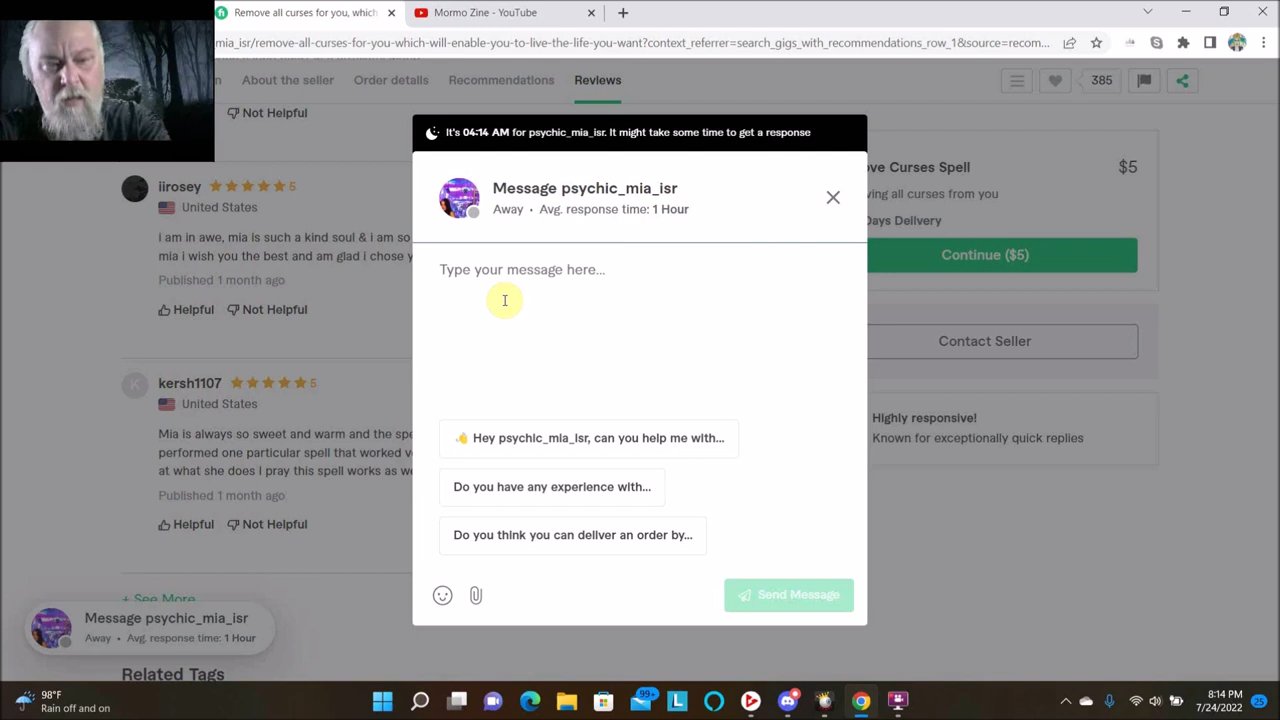 Remove all curses for you, which
Mormo Zine - YouTube
mia_isr/remove-all-curses-for-you-which-will-enable-you-to-live-the-life-you-want?context_referrer=search_gigs_with_recommendations_row_1&source=recom...
About the seller
Order details
Recommendations
Reviews
385
Not Helpful
It's 04:14 AM for psychic_mia_isr. It might take some time to get a response
Message psychic_mia_isr
Away • Avg. response time: 1 Hour
Type your message here...
👋 Hey psychic_mia_isr, can you help me with...
Do you have any experience with...
Do you think you can deliver an order by...
Send Message
iirosey 5
United States
i am in awe, mia is such a kind soul & i am so
mia i wish you the best and am glad i chose
Published 1 month ago
Helpful Not Helpful
K
kersh1107 5
United States
Mia is always so sweet and warm and the
performed one particular spell that worked
at what she does i pray this spell works as
Published 1 month ago
Helpful Not Helpful
+ See More
Message psychic_mia_isr
Away • Avg. response time: 1 Hour
Related Tags
Curses Spell $5
ving all curses from you
Days Delivery
Continue ($5)
Contact Seller
Highly responsive!
Known for exceptionally quick replies
98°F
Rain off and on
99+
L
8:14 PM
7/24/2022
25